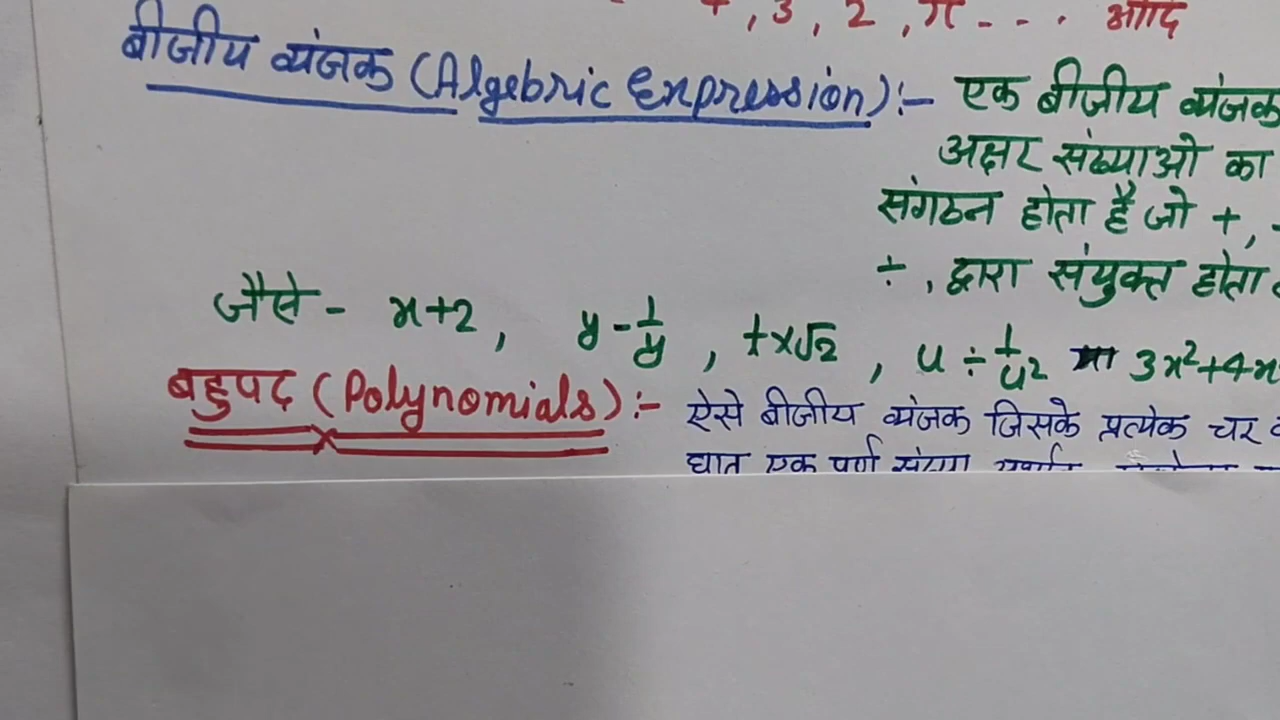 , 3, 2, π - - - . आदि
बीजीय व्यंजक (Algebric Expression) :- एक बीजीय व्यंजक
अक्षर संख्याओ का
संगठन होता है जो +,
÷ , द्वारा संयुक्त होता
जैसे - x+2, y-1/y, t×√2, u÷1/u² या 3x²+4x
बहुपद (Polynomials) :- ऐसे बीजीय व्यंजक जिसके प्रत्येक चर
घात एक पूर्ण